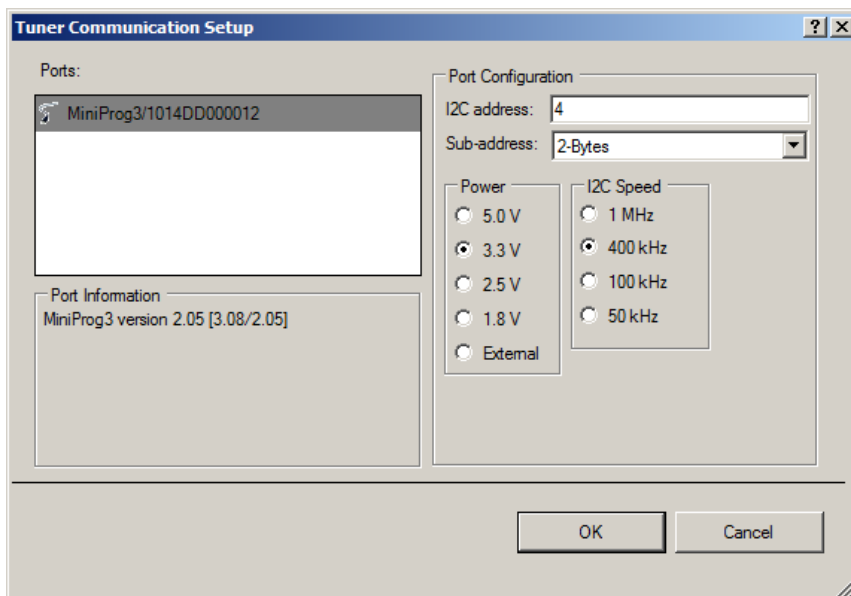 Tuner Communication Setup
Ports:
MiniProg3/1014DD000012
Port Information
MiniProg3 version 2.05 [3.08/2.05]
Port Configuration
I2C address: 4
Sub-address: 2-Bytes
Power
5.0 V
3.3 V
2.5 V
1.8 V
External
I2C Speed
1 MHz
400 kHz
100 kHz
50 kHz
OK
Cancel